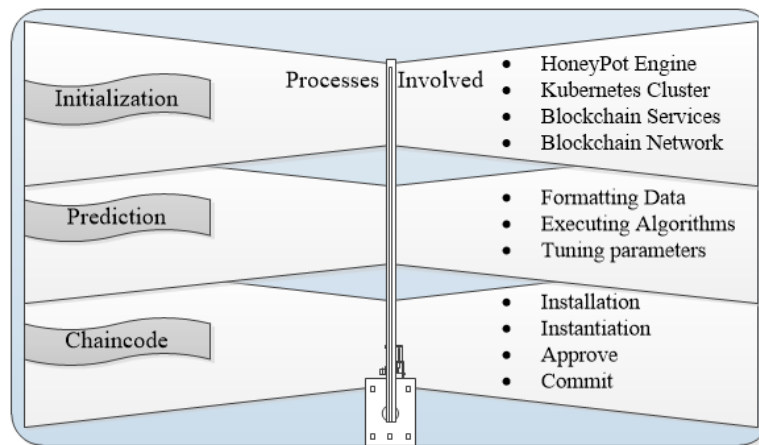 Processes Involved
Initialization
• HoneyPot Engine
• Kubernetes Cluster
• Blockchain Services
• Blockchain Network
Prediction
• Formatting Data
• Executing Algorithms
• Tuning parameters
Chaincode
• Installation
• Instantiation
• Approve
• Commit